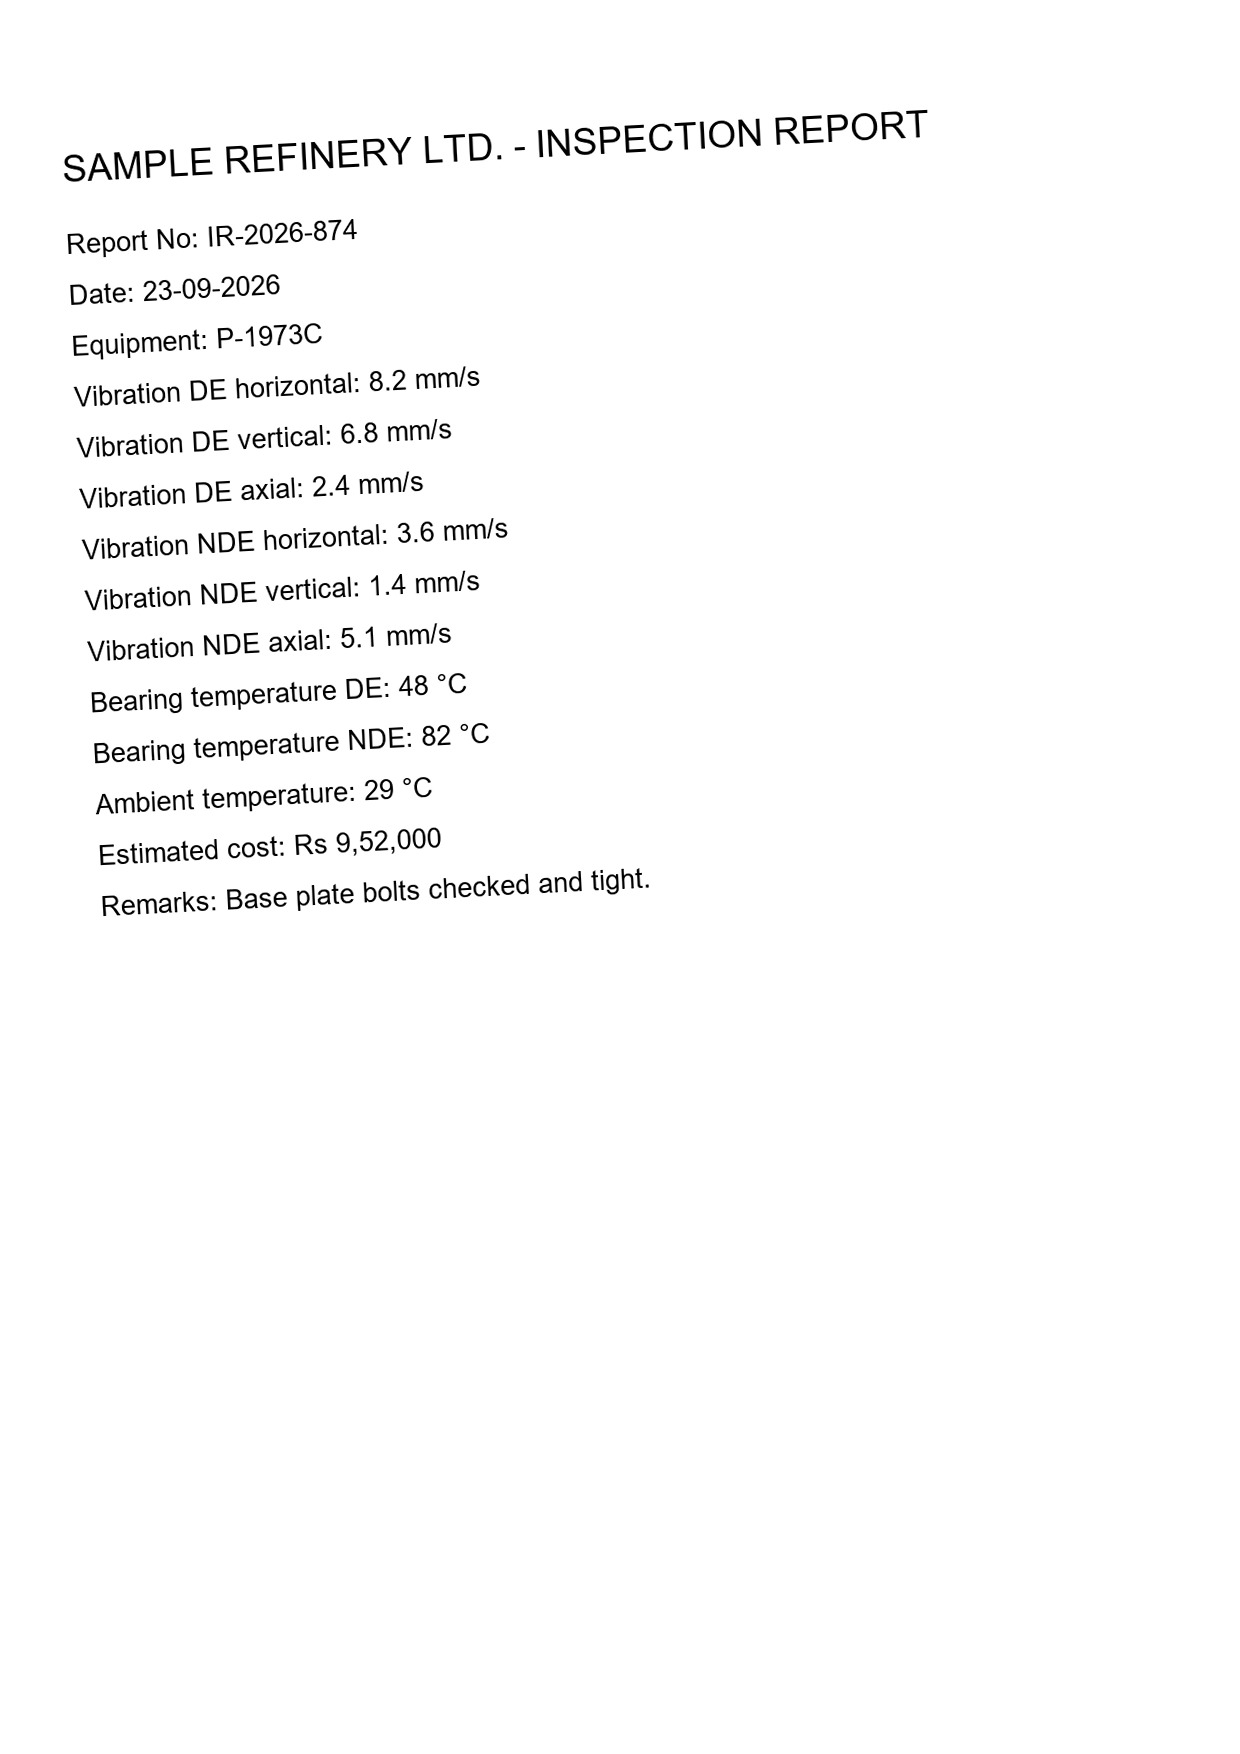 SAMPLE REFINERY LTD. - INSPECTION REPORT
Report No: IR-2026-874
Date: 23-09-2026
Equipment: P-1973C
Vibration DE horizontal: 8.2 mm/s
Vibration DE vertical: 6.8 mm/s
Vibration DE axial: 2.4 mm/s
Vibration NDE horizontal: 3.6 mm/s
Vibration NDE vertical: 1.4 mm/s
Vibration NDE axial: 5.1 mm/s
Bearing temperature DE: 48 °C
Bearing temperature NDE: 82 °C
Ambient temperature: 29 °C
Estimated cost: Rs 9,52,000
Remarks: Base plate bolts checked and tight.